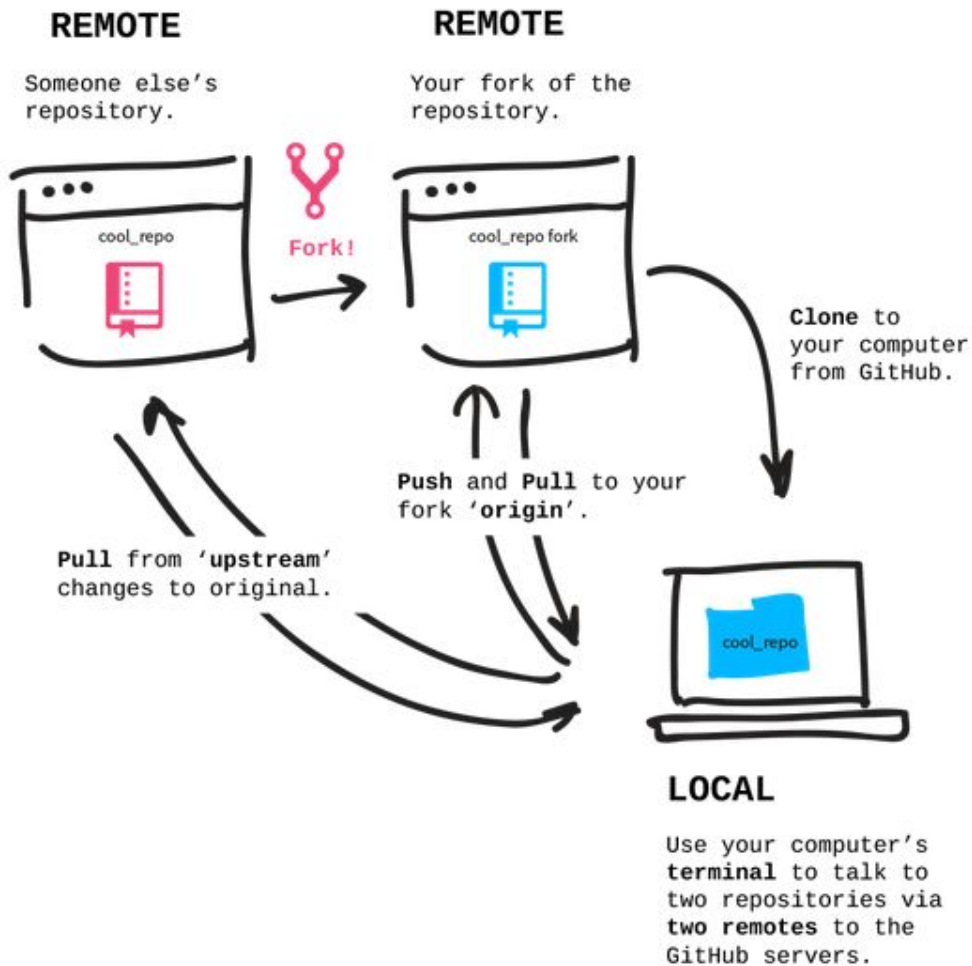 REMOTE
Someone else’s
repository.
REMOTE
Your fork of the
repository.
cool_repo
Fork!
cool_repo fork
Clone to
your computer
from GitHub.
Push and Pull to your
fork ‘origin’.
Pull from ‘upstream’
changes to original.
cool_repo
LOCAL
Use your computer’s
terminal to talk to
two repositories via
two remotes to the
GitHub servers.